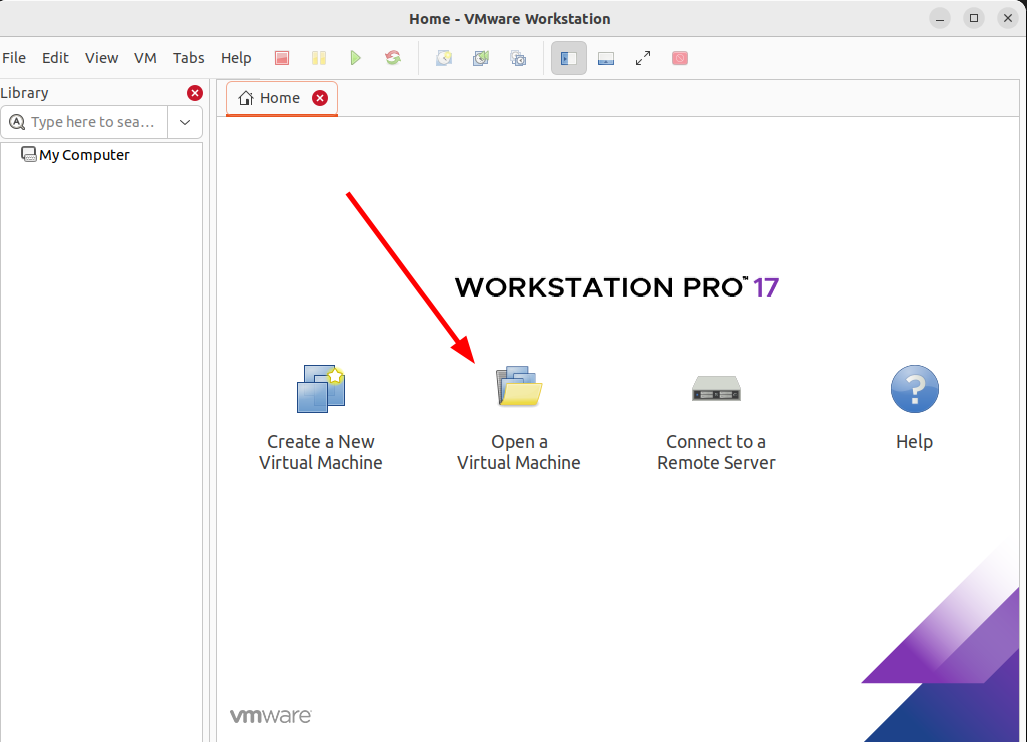 Home - VMware Workstation
File Edit View VM Tabs Help
Library
Type here to sea...
My Computer
Home
WORKSTATION PRO™ 17
Create a New
Virtual Machine
Open a
Virtual Machine
Connect to a
Remote Server
Help
vmware